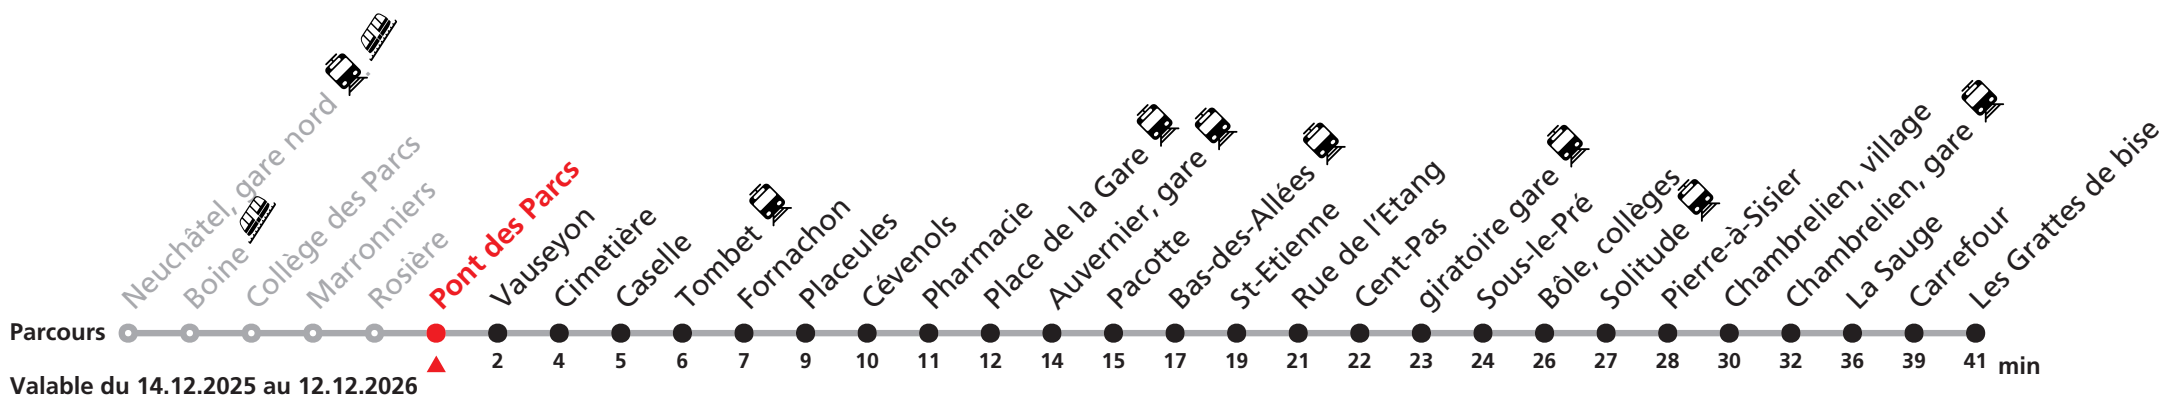 Neuchâtel, gare nord ,
Boine
Collège des Parcs
Marronniers
Rosière
Pont des Parcs
Vauseyon
Cimetière
Caselle
Tombet
Fornachon
Placeules
Cévenols
Pharmacie
Place de la Gare
Auvernier, gare
Pacotte
Bas-des-Allées
St-Etienne
Rue de l'Etang
Cent-Pas
giratoire gare
Sous-le-Pré
Bôle, collèges
Solitude
Pierre-à-Sisier
Chambrelien, village
Chambrelien, gare
La Sauge
Carrefour
Les Grattes de bise
Parcours
2 4 5 6 7 9 10 11 12 14 15 17 19 21 22 23 24 26 27 28 30 32 36 39 41 min
Valable du 14.12.2025 au 12.12.2026